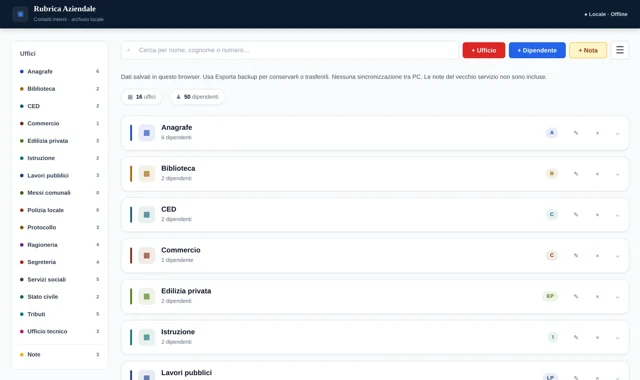 Rubrica Aziendale
Contatti interni · archivio locale
● Locale · Offline
Uffici
Anagrafe 6
Biblioteca 2
CED 2
Commercio 1
Edilizia privata 2
Istruzione 2
Lavori pubblici 3
Messi comunali 0
Polizia locale 6
Protocollo 3
Ragioneria 4
Segreteria 4
Servizi sociali 5
Stato civile 2
Tributi 5
Ufficio tecnico 3
Note 3
Cerca per nome, cognome o numero...
+ Ufficio
+ Dipendente
+ Nota
Dati salvati in questo browser. Usa Esporta backup per conservarli o trasferirli. Nessuna sincronizzazione tra PC. Le note del vecchio servizio non sono incluse.
16 uffici
50 dipendenti
Anagrafe
6 dipendenti
A
Biblioteca
2 dipendenti
B
CED
2 dipendenti
C
Commercio
1 dipendente
C
Edilizia privata
2 dipendenti
EP
Istruzione
2 dipendenti
I
Lavori pubblici
LP